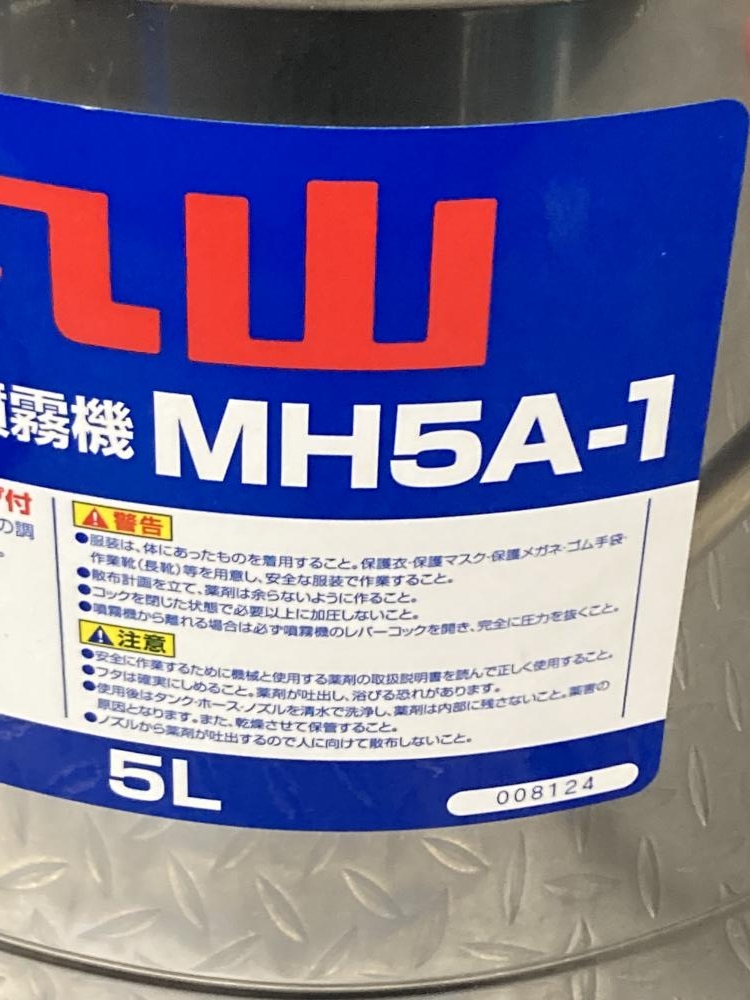 丸山
噴霧機 MH5A-1
付
の調
警告
●服装は、体にあったものを着用すること。保護衣・保護マスク・保護メガネ・ゴム手袋・
作業靴(長靴)等を用意し、安全な服装で作業すること。
●散布計画を立て、薬剤は余らないように作ること。
●コックを閉じた状態で必要以上に加圧しないこと。
●噴霧機から離れる場合は必ず噴霧機のレバーコックを開き、完全に圧力を抜くこと。
注意
●安全に作業するために機械と使用する薬剤の取扱説明書を読んで正しく使用すること。
●フタは確実にしめること。薬剤が吐出し、浴びる恐れがあります。
●使用後はタンク・ホース・ノズルを清水で洗浄し、薬剤は内部に残さないこと。薬害の
原因となります。また、乾燥させて保管すること。
●ノズルから薬剤が吐出するので人に向けて散布しないこと。
5L
008124